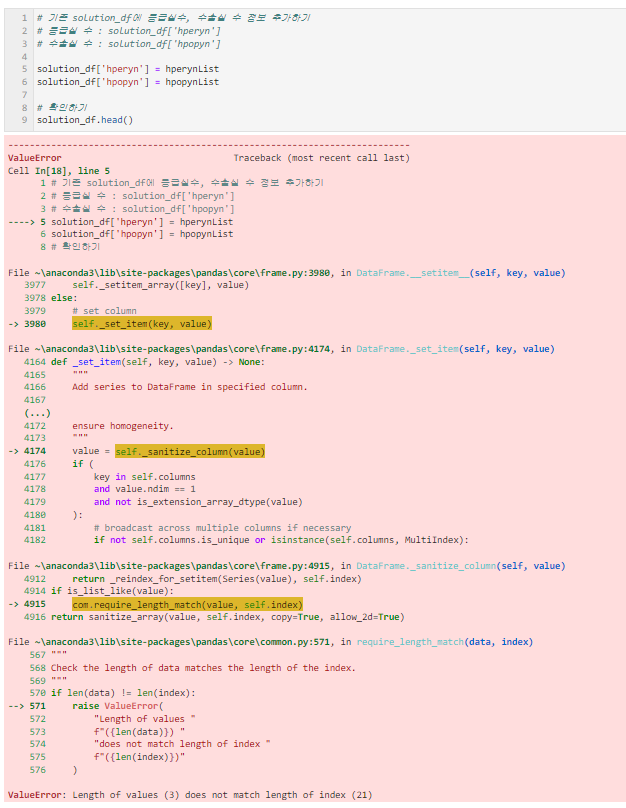 1 # 기존 solution_df에 응급실수, 수술실 수 정보 추가하기
2 # 응급실 수 : solution_df['hperyn']
3 # 수술실 수 : solution_df['hpopyn']
4
5 solution_df['hperyn'] = hperynList
6 solution_df['hpopyn'] = hpopynList
7
8 # 확인하기
9 solution_df.head()
---------------------------------------------------------------------------
ValueError                                Traceback (most recent call last)
Cell In[18], line 5
1 # 기존 solution_df에 응급실수, 수술실 수 정보 추가하기
2 # 응급실 수 : solution_df['hperyn']
3 # 수술실 수 : solution_df['hpopyn']
----> 5 solution_df['hperyn'] = hperynList
6 solution_df['hpopyn'] = hpopynList
8 # 확인하기
File ~\anaconda3\lib\site-packages\pandas\core\frame.py:3980, in DataFrame.__setitem__(self, key, value)
3977     self._setitem_array([key], value)
3978 else:
3979     # set column
-> 3980     self._set_item(key, value)
File ~\anaconda3\lib\site-packages\pandas\core\frame.py:4174, in DataFrame._set_item(self, key, value)
4164 def _set_item(self, key, value) -> None:
4165     """
4166     Add series to DataFrame in specified column.
4167
(...)
4172     ensure homogeneity.
4173     """
-> 4174     value = self._sanitize_column(value)
4176     if (
4177         key in self.columns
4178         and value.ndim == 1
4179         and not is_extension_array_dtype(value)
4180     ):
4181         # broadcast across multiple columns if necessary
4182         if not self.columns.is_unique or isinstance(self.columns, MultiIndex):
File ~\anaconda3\lib\site-packages\pandas\core\frame.py:4915, in DataFrame._sanitize_column(self, value)
4912     return _reindex_for_setitem(Series(value), self.index)
4914 if is_list_like(value):
-> 4915     com.require_length_match(value, self.index)
4916 return sanitize_array(value, self.index, copy=True, allow_2d=True)
File ~\anaconda3\lib\site-packages\pandas\core\common.py:571, in require_length_match(data, index)
567 """
568 Check the length of data matches the length of the index.
569 """
570 if len(data) != len(index):
--> 571     raise ValueError(
572         "Length of values "
573         f"({len(data)}) "
574         "does not match length of index "
575         f"({len(index)})"
576     )
ValueError: Length of values (3) does not match length of index (21)